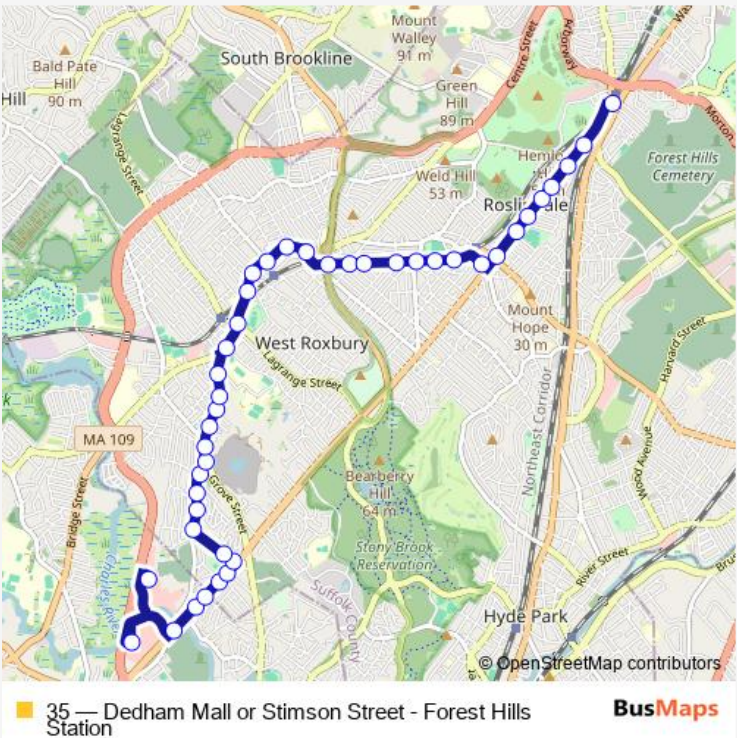 Mount
Walley
91 m
South Brookline
Bald Pate
Hill
90 m
Hill
Centre Street
Arborway
Green
Hill
89 m
Lagrange Street
Morton
Forest Hills
Cemetery
Weld Hill
53 m
Mount
Hope
30 m
West Roxbury
Lagrange Street
Harvard Street
Northeast Corridor
MA 109
Wood Avenue
Bridge Street
Grove Street
Bearberry
Hill
64 m
Stony Brook
Reservation
River Street
Charles River
Suffolk County
Hyde Park
© OpenStreetMap contributors
35 — Dedham Mall or Stimson Street - Forest Hills
Station
BusMaps